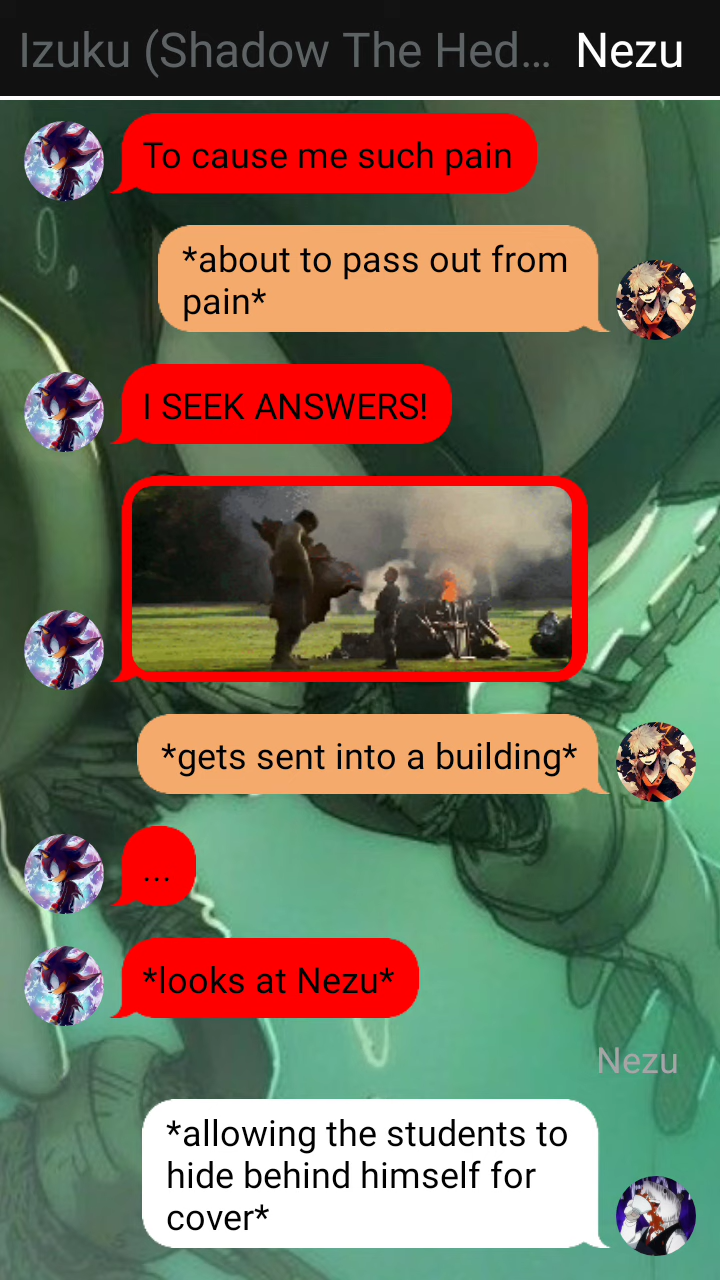 Izuku (Shadow The Hed... Nezu
To cause me such pain
*about to pass out from
pain*
I SEEK ANSWERS!
*gets sent into a building*
...
*looks at Nezu*
Nezu
*allowing the students to
hide behind himself for
cover*